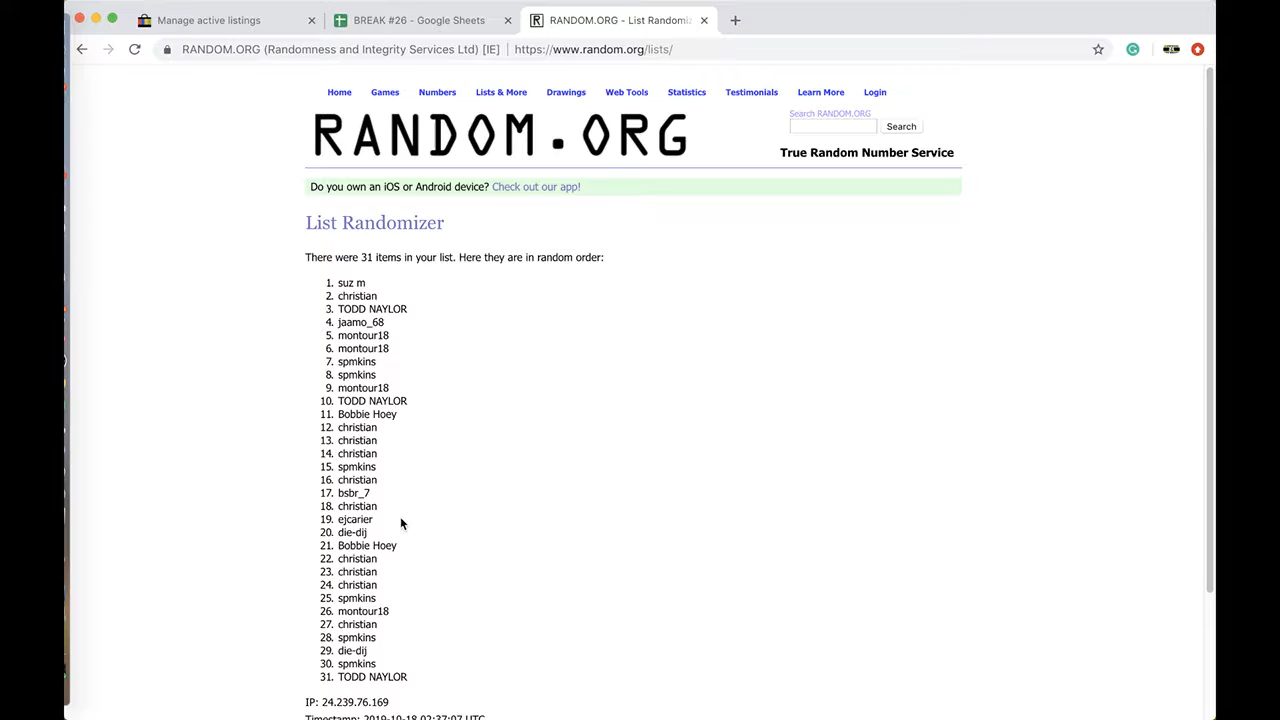 Manage active listings
BREAK #26 - Google Sheets
RANDOM.ORG - List Randomiz
RANDOM.ORG (Randomness and Integrity Services Ltd) [IE] | https://www.random.org/lists/
Home Games Numbers Lists & More Drawings Web Tools Statistics Testimonials Learn More Login
Search RANDOM.ORG
Search
RANDOM.ORG
True Random Number Service
Do you own an iOS or Android device? Check out our app!
List Randomizer
There were 31 items in your list. Here they are in random order:
1. suz m
2. christian
3. TODD NAYLOR
4. jaamo_68
5. montour18
6. montour18
7. spmkins
8. spmkins
9. montour18
10. TODD NAYLOR
11. Bobbie Hoey
12. christian
13. christian
14. christian
15. spmkins
16. christian
17. bsbr_7
18. christian
19. ejcarier
20. die-dij
21. Bobbie Hoey
22. christian
23. christian
24. christian
25. spmkins
26. montour18
27. christian
28. spmkins
29. die-dij
30. spmkins
31. TODD NAYLOR
IP: 24.239.76.169
Timestamp: 2019-10-18 02:37:07 UTC